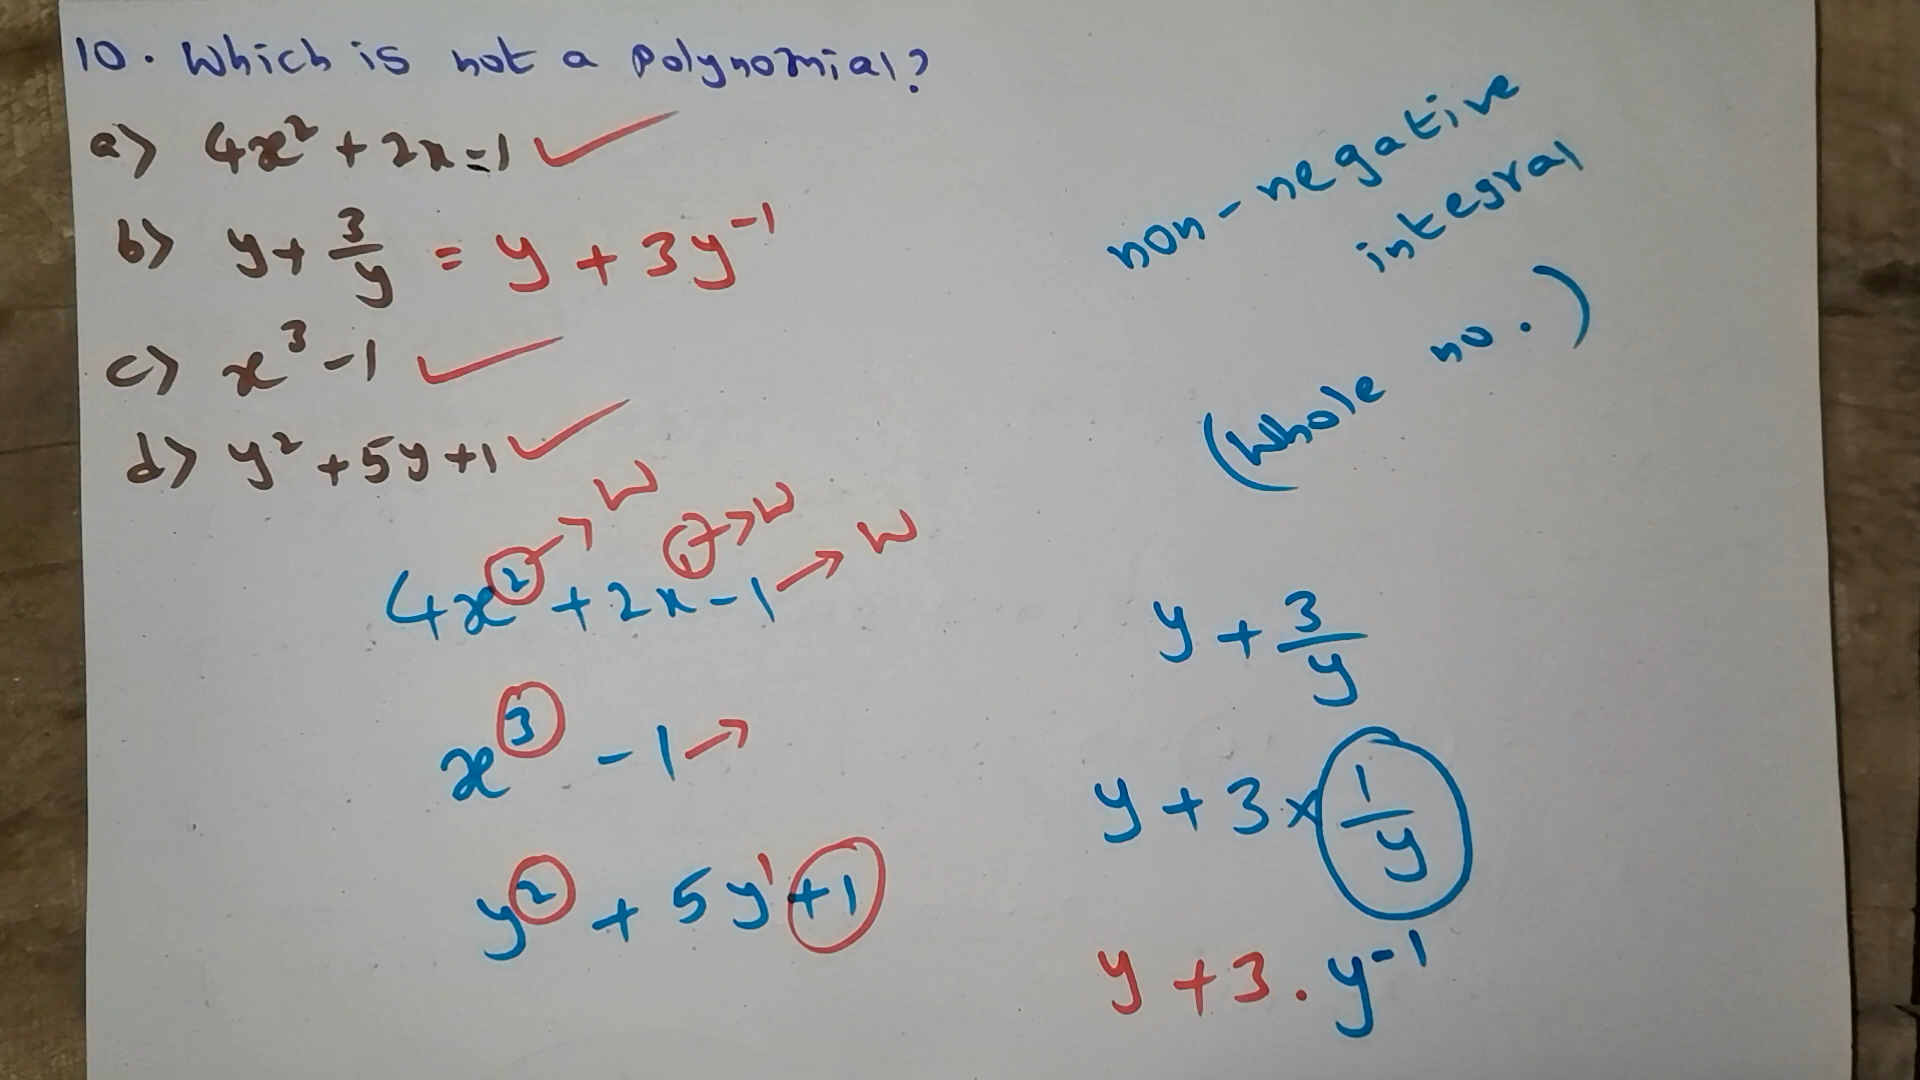 10. Which is not a Polynomial?
a) 4x² + 2x=1 ✓
b) y + 3/y = y + 3y⁻¹
c) x³ - 1 ✓
d) y² + 5y + 1 ✓
non-negative
integral
(Whole no.)
4x² → W + 2x¹ → W - 1 → W
x³ - 1 →
y² + 5y¹ + 1
y + 3/y
y + 3 × 1/y
y + 3 . y⁻¹